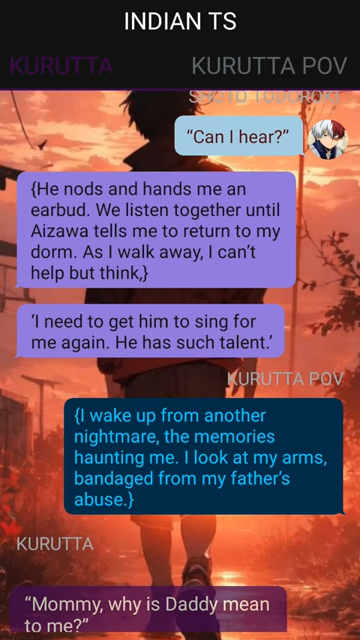 INDIAN TS
KURUTTA
KURUTTA POV
SHOTO TODOROKI
“Can I hear?”
{He nods and hands me an
earbud. We listen together until
Aizawa tells me to return to my
dorm. As I walk away, I can’t
help but think,}
‘I need to get him to sing for
me again. He has such talent.’
KURUTTA POV
{I wake up from another
nightmare, the memories
haunting me. I look at my arms,
bandaged from my father’s
abuse.}
KURUTTA
“Mommy, why is Daddy mean
to me?”